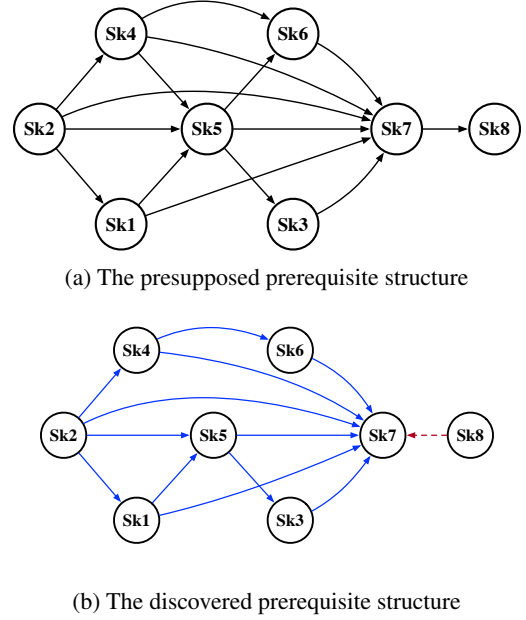 Sk4
Sk6
Sk2
Sk5
Sk7
Sk8
Sk1
Sk3
(a) The presupposed prerequisite structure
Sk4
Sk6
Sk2
Sk5
Sk7
Sk8
Sk1
Sk3
(b) The discovered prerequisite structure